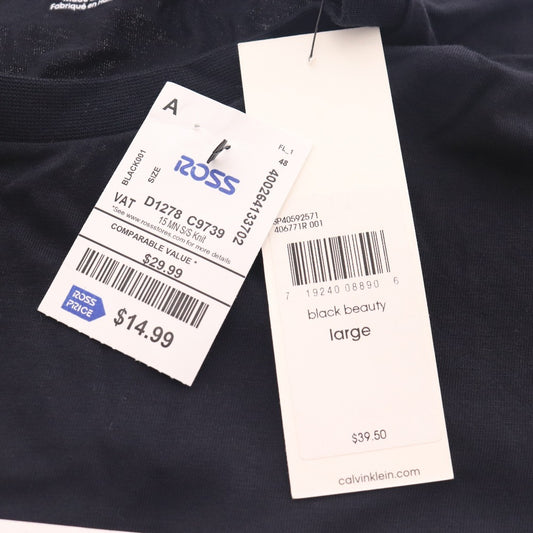 Fabriqué en
A
ROSS
FL_1
48
400264133702
BLACK001
SIZE
VAT D1278 C9739
15 MN S/S Knit
*See www.rossstores.com for more details
COMPARABLE VALUE *
$29.99
ROSS
PRICE
$14.99
SP40592571
406771R 001
7 19240 08890 6
black beauty
large
$39.50
calvinklein.com